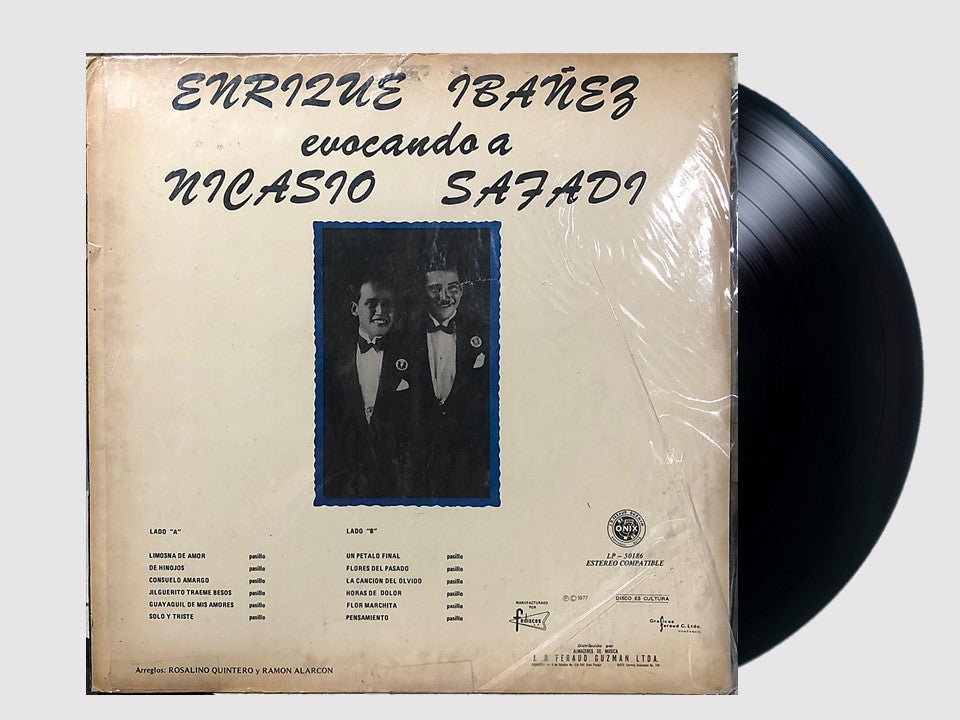 ENRIQUE IBAÑEZ
evocando a
NICASIO SAFADI
LADO "A"
LIMOSNA DE AMOR pasillo
DE HINOJOS pasillo
CONSUELO AMARGO pasillo
JILGUERITO TRAEME BESOS pasillo
GUAYAQUIL DE MIS AMORES pasillo
SOLO Y TRISTE pasillo
LADO "B"
UN PETALO FINAL pasillo
FLORES DEL PASADO pasillo
LA CANCION DEL OLVIDO pasillo
HORAS DE DOLOR pasillo
FLOR MARCHITA pasillo
PENSAMIENTO pasillo
ONIX
LP - 50186
ESTEREO COMPATIBLE
MANUFACTURADO
POR
fediscos
Ⓟ © 1977
DISCO ES CULTURA
Graficas
Feraud C. Ltda.
GUAYAQUIL
Distribuido por
ALMACENES DE MUSICA
J. D. FERAUD GUZMAN LTDA.
Arreglos: ROSALINO QUINTERO y RAMON ALARCON